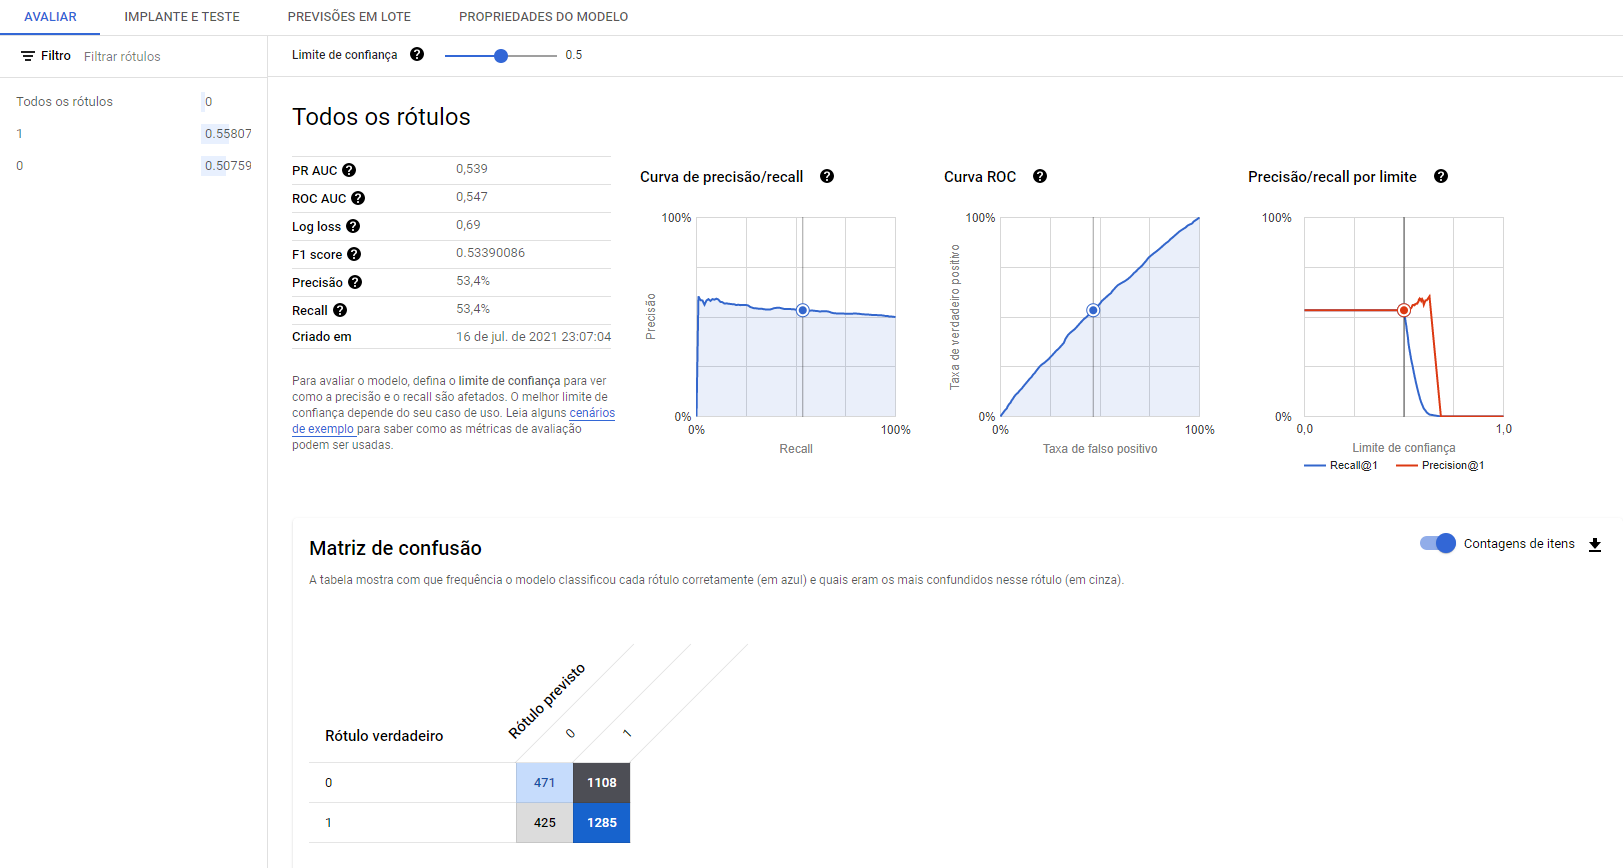 AVALIAR IMPLANTE E TESTE PREVISÕES EM LOTE PROPRIEDADES DO MODELO
Filtro Filtrar rótulos
Limite de confiança 0.5
Todos os rótulos 0
1 0.55807
0 0.50759
Todos os rótulos
PR AUC 0,539
ROC AUC 0,547
Log loss 0,69
F1 score 0.53390086
Precisão 53,4%
Recall 53,4%
Criado em 16 de jul. de 2021 23:07:04
Para avaliar o modelo, defina o limite de confiança para ver
como a precisão e o recall são afetados. O melhor limite de
confiança depende do seu caso de uso. Leia alguns cenários
de exemplo para saber como as métricas de avaliação
podem ser usadas.
Curva de precisão/recall
100%
Precisão
0%
0% 100%
Recall
Curva ROC
100%
Taxa de verdadeiro positivo
0%
0% 100%
Taxa de falso positivo
Precisão/recall por limite
100%
0%
0,0 1,0
Limite de confiança
Recall@1 Precision@1
Matriz de confusão
Contagens de itens
A tabela mostra com que frequência o modelo classificou cada rótulo corretamente (em azul) e quais eram os mais confundidos nesse rótulo (em cinza).
Rótulo previsto
Rótulo verdadeiro 0 1
0 471 1108
1 425 1285